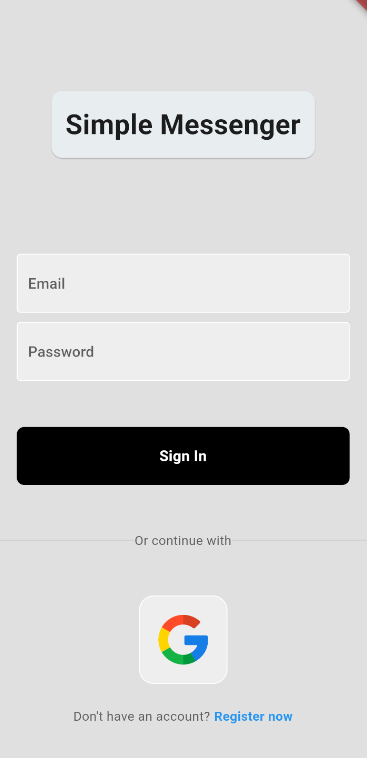 Simple Messenger
Email
Password
Sign In
Or continue with
Don't have an account? Register now